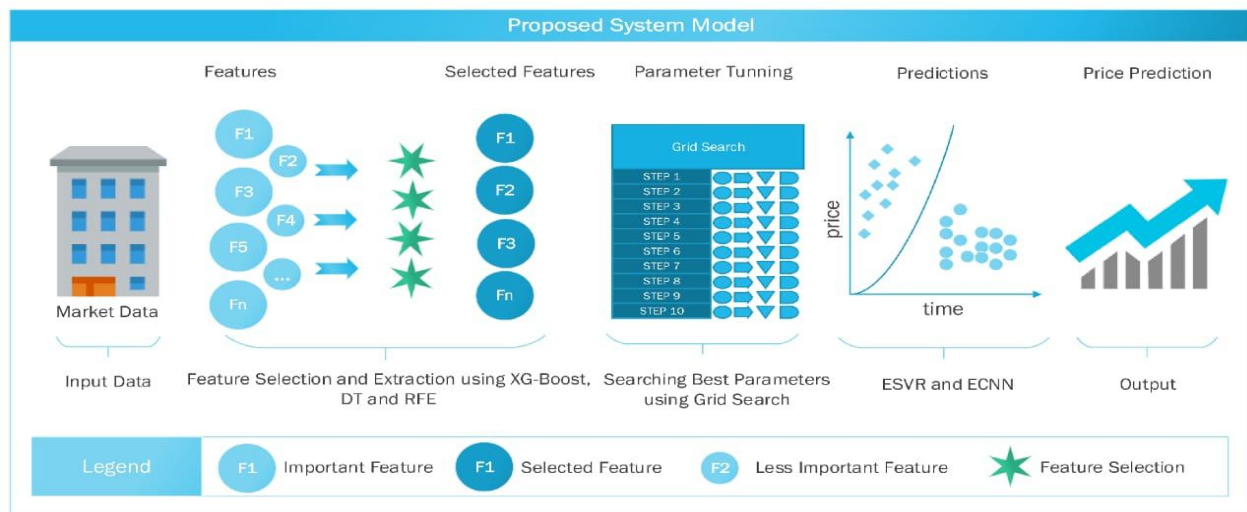 Proposed System Model
Features
Selected Features
Parameter Tunning
Predictions
Price Prediction
F1
F2
F3
F4
F5
...
Fn
F1
F2
F3
Fn
Grid Search
STEP 1
STEP 2
STEP 3
STEP 4
STEP 5
STEP 6
STEP 7
STEP 8
STEP 9
STEP 10
price
time
Market Data
Input Data
Feature Selection and Extraction using XG-Boost,
DT and RFE
Searching Best Parameters
using Grid Search
ESVR and ECNN
Output
Legend
F1 Important Feature
F1 Selected Feature
F2 Less Important Feature
Feature Selection